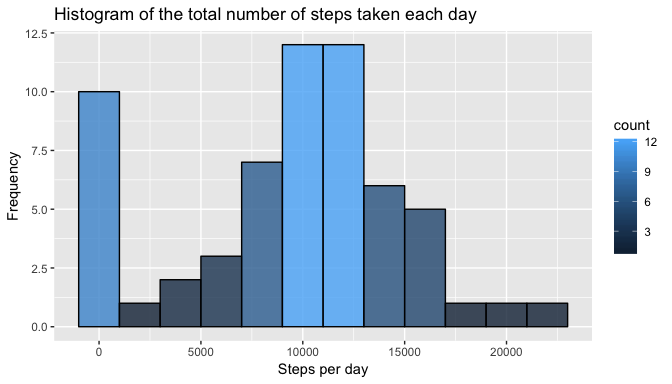 Histogram of the total number of steps taken each day
12.5
10.0
7.5
5.0
2.5
0.0
Frequency
0 5000 10000 15000 20000
Steps per day
count
12
9
6
3